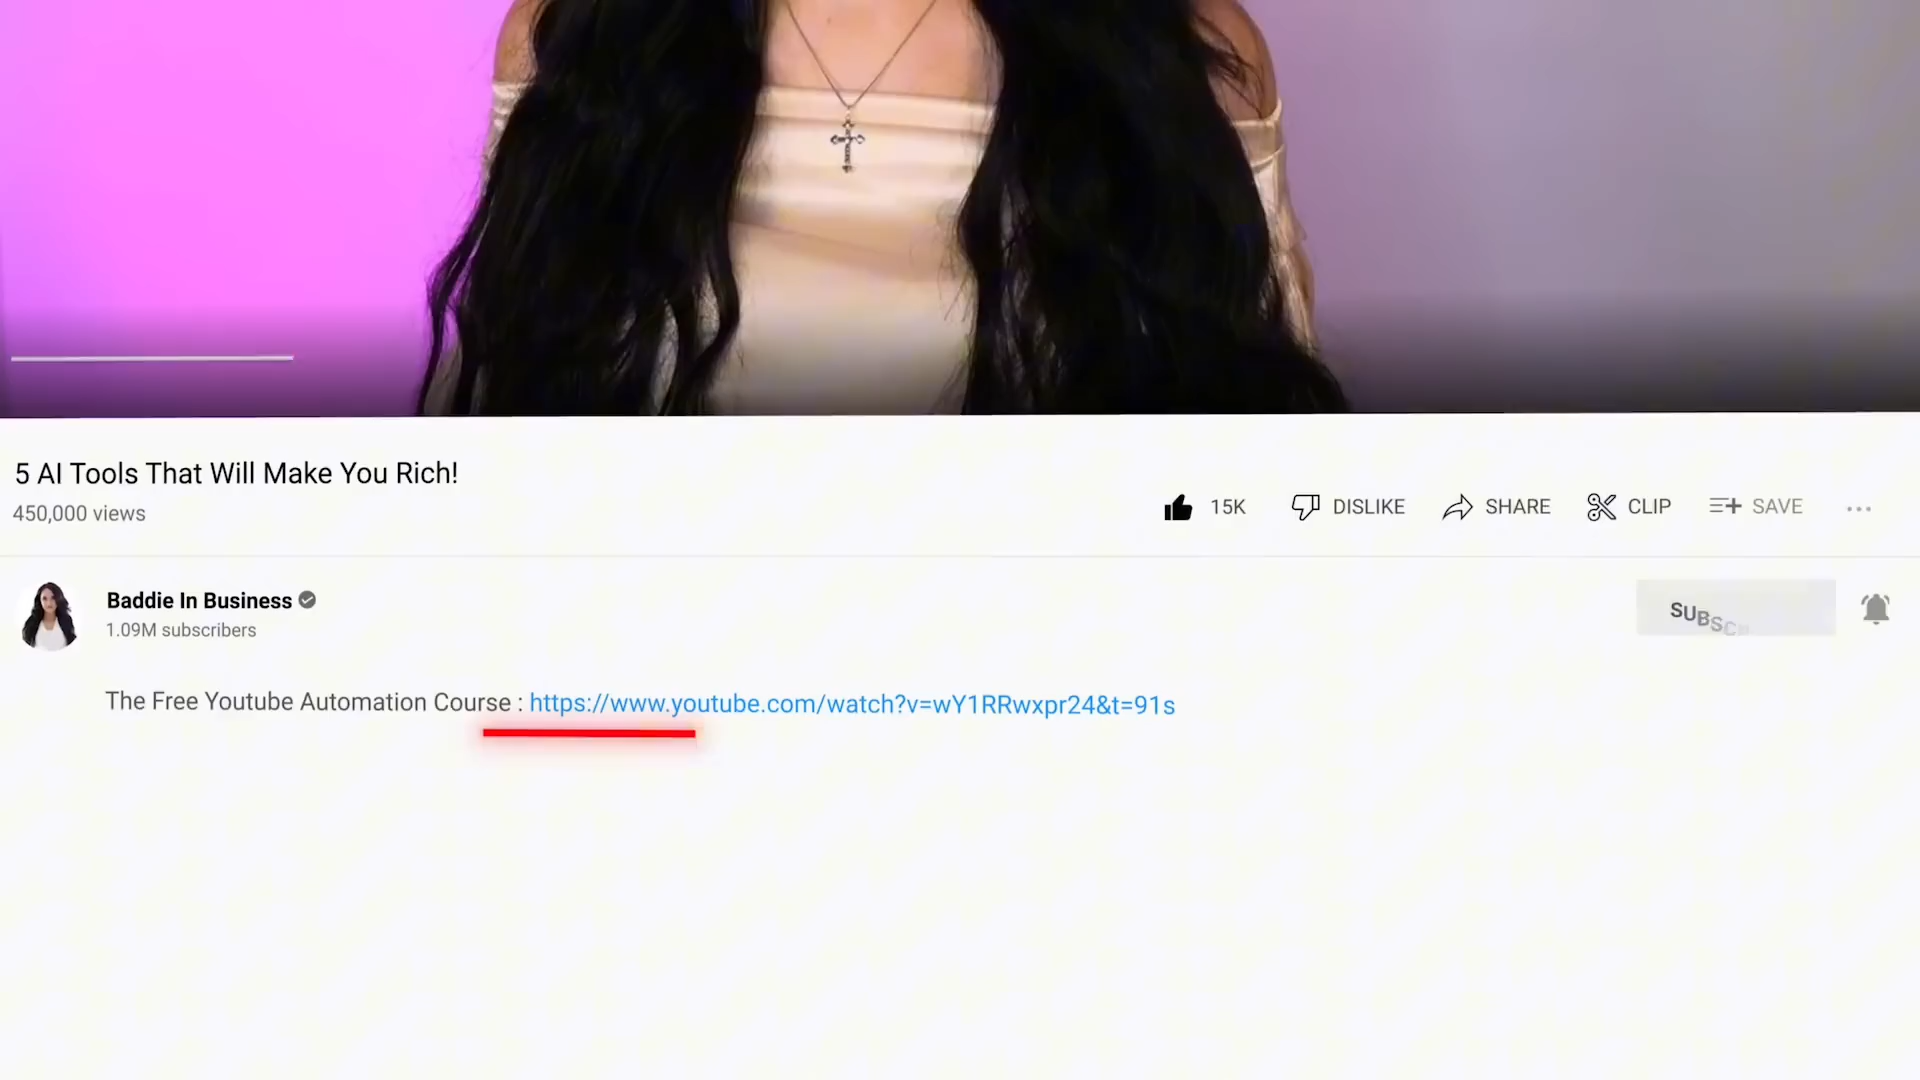 5 AI Tools That Will Make You Rich!
450,000 views
15K DISLIKE SHARE CLIP SAVE
Baddie In Business
1.09M subscribers
The Free Youtube Automation Course : https://www.youtube.com/watch?v=wY1RRwxpr24&t=91s